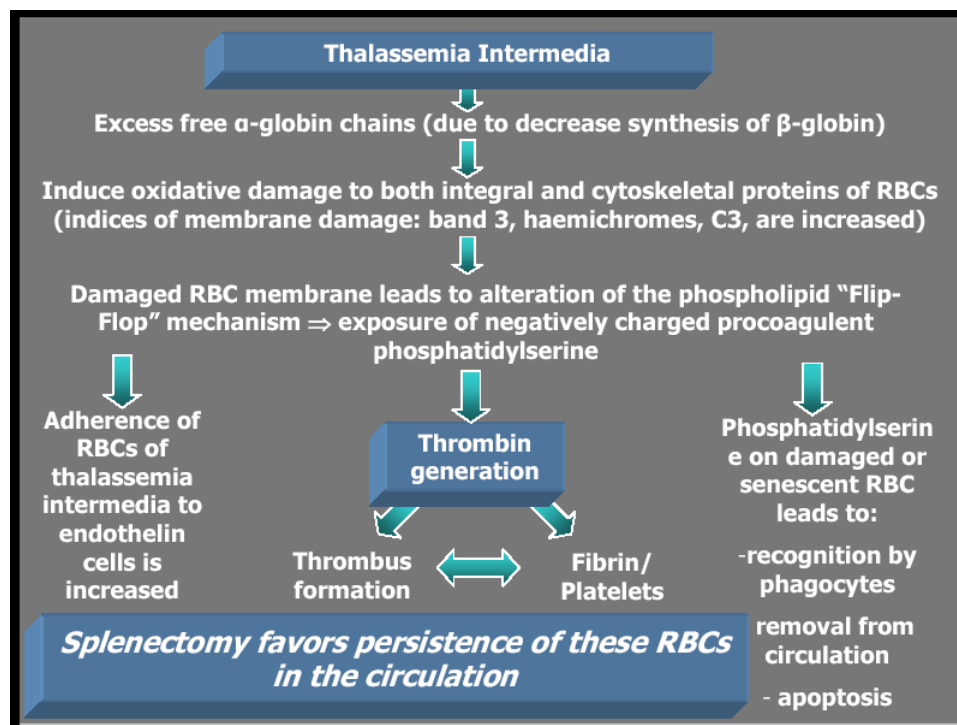 Thalassemia Intermedia
Excess free α-globin chains (due to decrease synthesis of β-globin)
Induce oxidative damage to both integral and cytoskeletal proteins of RBCs
(indices of membrane damage: band 3, haemichromes, C3, are increased)
Damaged RBC membrane leads to alteration of the phospholipid “Flip-
Flop” mechanism ⇒ exposure of negatively charged procoagulent
phosphatidylserine
Adherence of
RBCs of
thalassemia
intermedia to
endothelin
cells is
increased
Thrombin
generation
Thrombus
formation
Fibrin/
Platelets
Phosphatidylserin
e on damaged or
senescent RBC
leads to:
-recognition by
phagocytes
removal from
circulation
- apoptosis
Splenectomy favors persistence of these RBCs
in the circulation